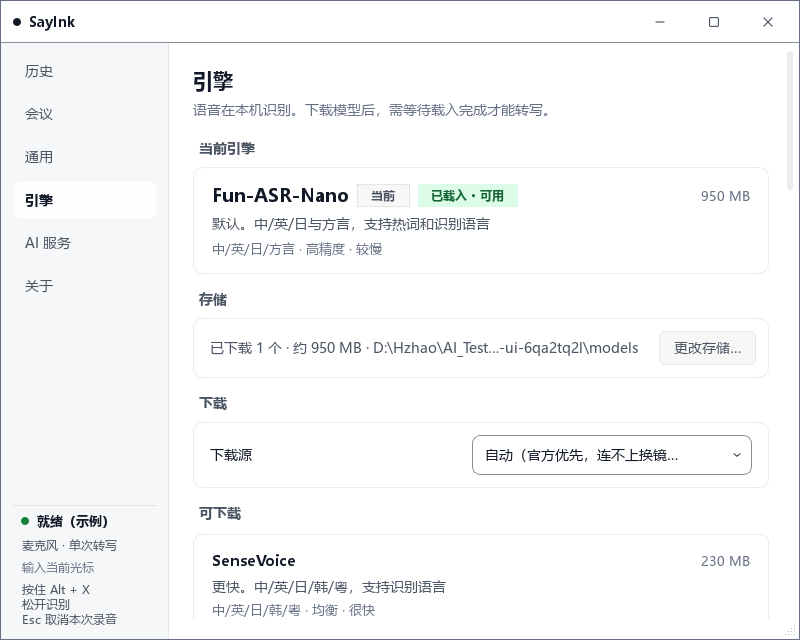 SayInk
历史
会议
通用
引擎
AI 服务
关于
就绪（示例）
麦克风 · 单次转写
输入当前光标
按住 Alt + X
松开识别
Esc 取消本次录音
引擎
语音在本机识别。下载模型后，需等待载入完成才能转写。
当前引擎
Fun-ASR-Nano 当前 已载入 · 可用 950 MB
默认。中/英/日与方言，支持热词和识别语言
中/英/日/方言 · 高精度 · 较慢
存储
已下载 1 个 · 约 950 MB · D:\Hzhao\AI_Test...-ui-6qa2tq2l\models 更改存储...
下载
下载源 自动（官方优先，连不上换镜...
可下载
SenseVoice 230 MB
更快。中/英/日/韩/粤，支持识别语言
中/英/日/韩/粤 · 均衡 · 很快